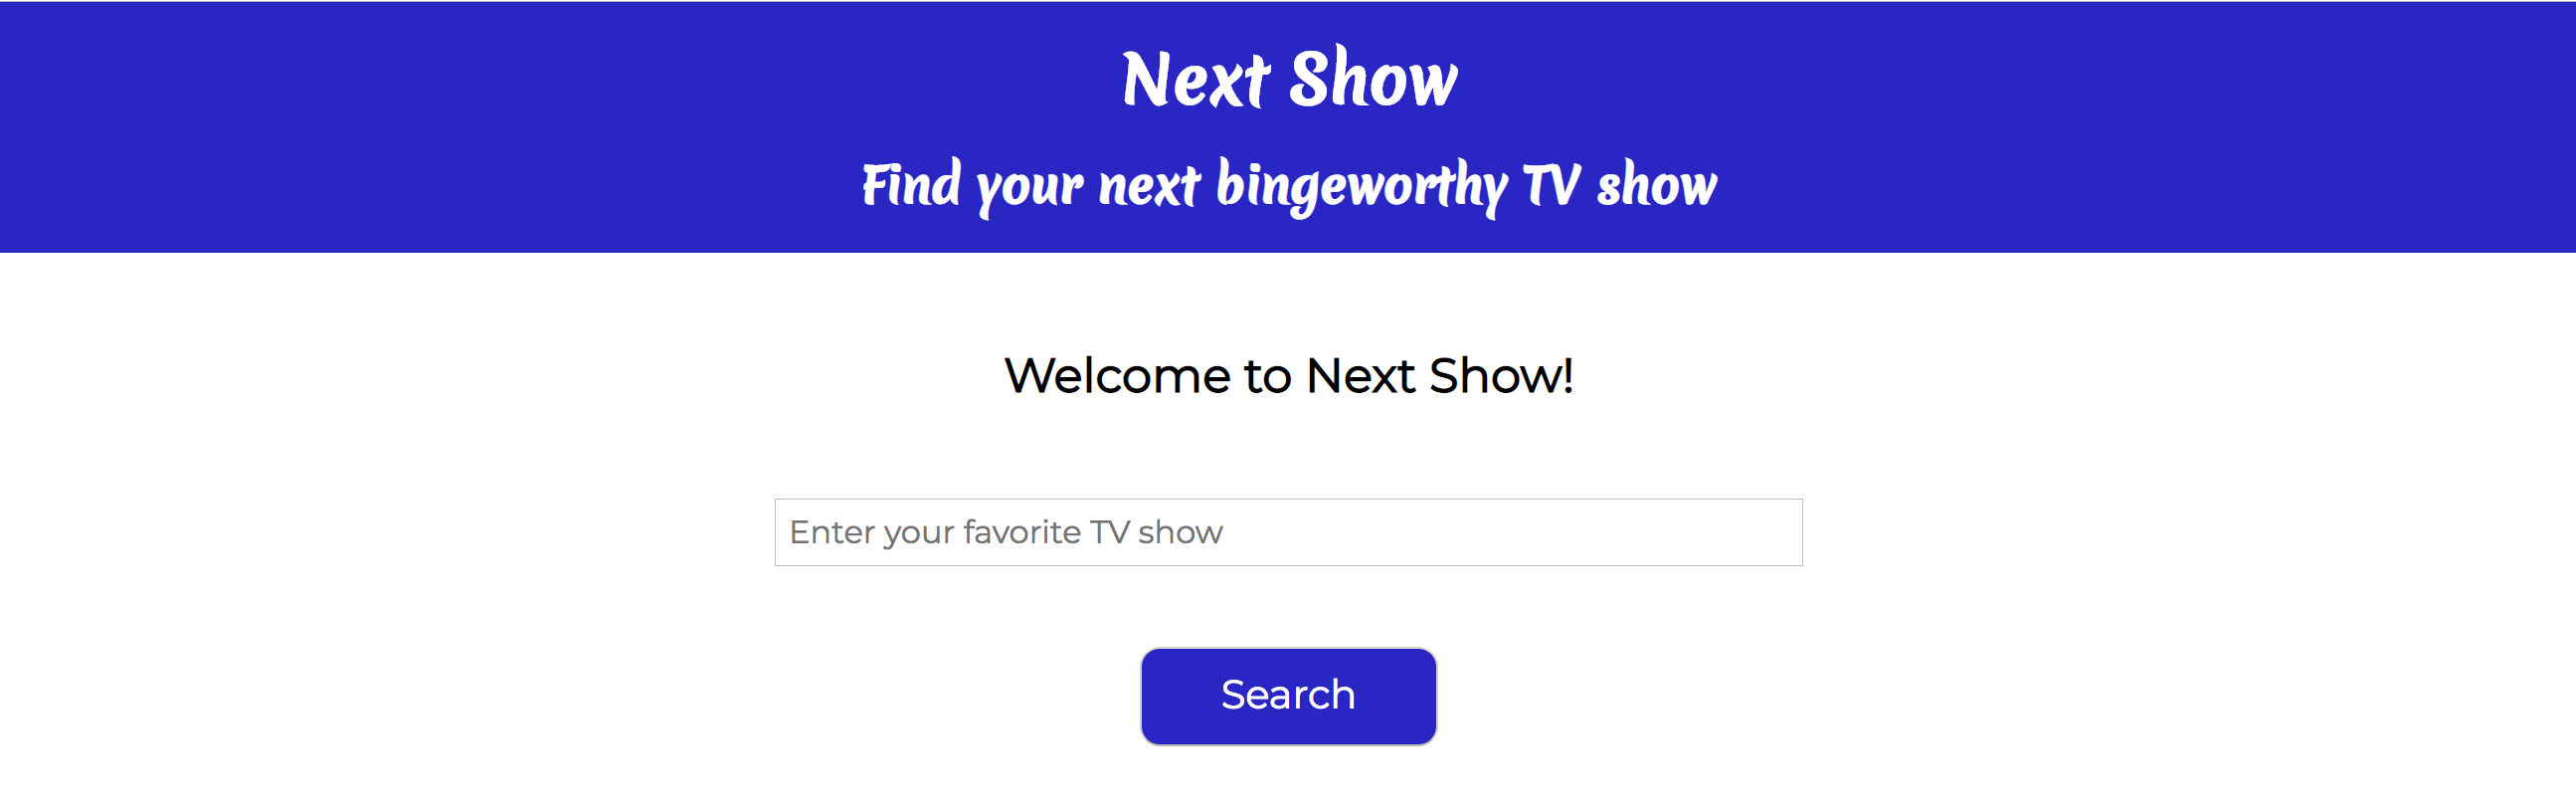 Next Show
Find your next bingeworthy TV show
Welcome to Next Show!
Enter your favorite TV show
Search